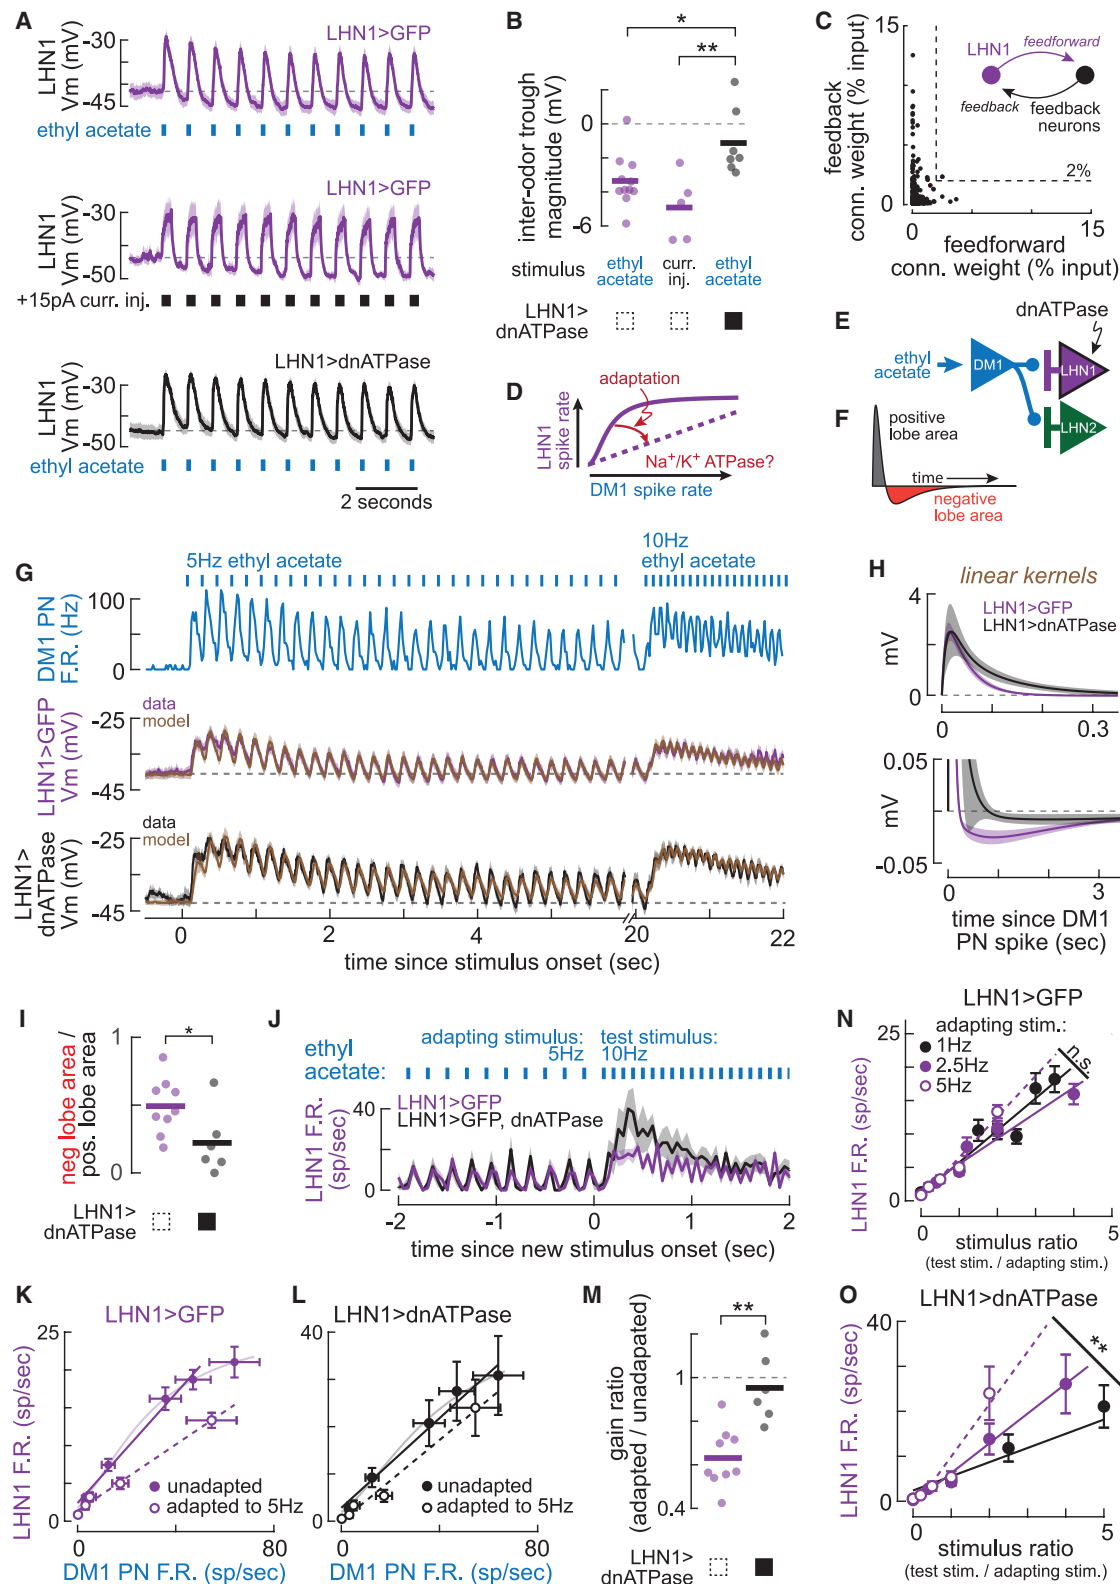 A
LHN1>GFP
-30
-45
LHN1
Vm (mV)
ethyl acetate
LHN1>GFP
-30
-50
LHN1
Vm (mV)
+15pA curr. inj.
LHN1>dnATPase
-30
-50
LHN1
Vm (mV)
ethyl acetate
2 seconds
B
*
**
0
-6
inter-odor trough
magnitude (mV)
stimulus
ethyl
acetate
curr.
inj.
ethyl
acetate
LHN1>
dnATPase
C
15
0
feedback
conn. weight (% input)
LHN1
feedforward
feedback
feedback
neurons
2%
0
15
feedforward
conn. weight (% input)
D
adaptation
LHN1
spike rate
Na+/K+ ATPase?
DM1 spike rate
E
dnATPase
ethyl
acetate
DM1
LHN1
LHN2
F
positive
lobe area
time
negative
lobe area
G
5Hz ethyl acetate
10Hz
ethyl acetate
100
0
DM1 PN
F.R. (Hz)
data
model
-25
-45
LHN1>GFP
Vm (mV)
data
model
-25
-45
LHN1>
dnATPase
Vm (mV)
0
2
4
6
20
22
time since stimulus onset (sec)
H
linear kernels
LHN1>GFP
LHN1>dnATPase
4
0
mV
0
0.3
0.05
-0.05
mV
0
3
time since DM1
PN spike (sec)
I
*
1
0
neg lobe area /
pos. lobe area
LHN1>
dnATPase
J
adapting stimulus:
5Hz
test stimulus:
10Hz
ethyl
acetate:
LHN1>GFP
LHN1>GFP, dnATPase
40
0
LHN1 F.R.
(sp/sec)
-2
-1
0
1
2
time since new stimulus onset (sec)
N
LHN1>GFP
adapting stim.:
1Hz
2.5Hz
5Hz
n.s.
25
0
LHN1 F.R. (sp/sec)
0
5
stimulus ratio
(test stim. / adapting stim.)
K
LHN1>GFP
25
0
LHN1 F.R. (sp/sec)
unadapted
adapted to 5Hz
0
80
DM1 PN F.R. (sp/sec)
L
LHN1>dnATPase
40
0
unadapted
adapted to 5Hz
0
80
DM1 PN F.R. (sp/sec)
M
**
1
0.4
gain ratio
(adapted / unadapted)
LHN1>
dnATPase
O
LHN1>dnATPase
**
40
0
LHN1 F.R. (sp/sec)
0
5
stimulus ratio
(test stim. / adapting stim.)